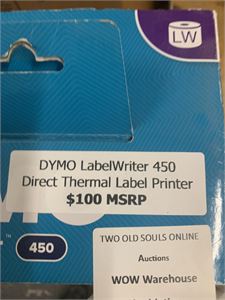 LW
DYMO LabelWriter 450
Direct Thermal Label Printer
$100 MSRP
450
TWO OLD SOULS ONLINE
Auctions
WOW Warehouse